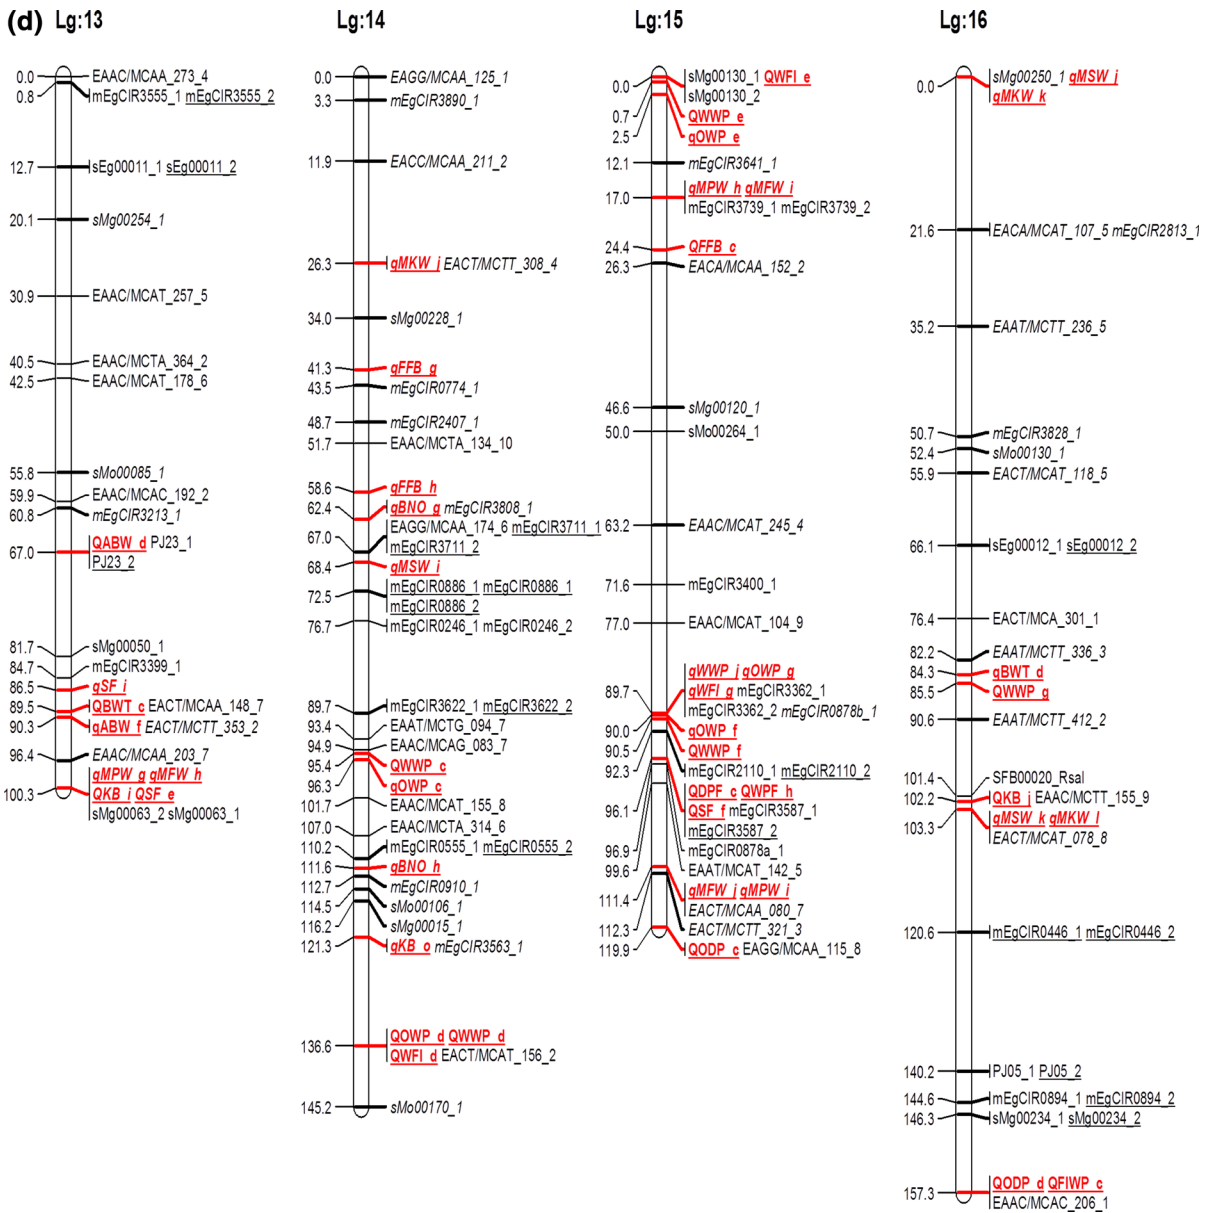 (d) Lg:13
0.0 EAAC/MCAA_273_4
0.8 mEgCIR3555_1 mEgCIR3555_2
12.7 sEg00011_1 sEg00011_2
20.1 sMg00254_1
30.9 EAAC/MCAT_257_5
40.5 EAAC/MCTA_364_2
42.5 EAAC/MCAT_178_6
55.8 sMo00085_1
59.9 EAAC/MCAC_192_2
60.8 mEgCIR3213_1
67.0 QABW_d PJ23_1
PJ23_2
81.7 sMg00050_1
84.7 mEgCIR3399_1
86.5 qSF_i
89.5 QBWT_c EACT/MCAA_148_7
90.3 qABW_f EACT/MCTT_353_2
96.4 EAAC/MCAA_203_7
qMPW_g qMFW_h
100.3 QKB_i QSF_e
sMg00063_2 sMg00063_1
Lg:14
0.0 EAGG/MCAA_125_1
3.3 mEgCIR3890_1
11.9 EACC/MCAA_211_2
26.3 qMKW_j EACT/MCTT_308_4
34.0 sMg00228_1
41.3 qFFB_g
43.5 mEgCIR0774_1
48.7 mEgCIR2407_1
51.7 EAAC/MCTA_134_10
58.6 qFFB_h
62.4 qBNO_g mEgCIR3808_1
EAGG/MCAA_174_6 mEgCIR3711_1
67.0 mEgCIR3711_2
68.4 qMSW_i
mEgCIR0886_1 mEgCIR0886_1
72.5 mEgCIR0886_2
76.7 mEgCIR0246_1 mEgCIR0246_2
89.7 mEgCIR3622_1 mEgCIR3622_2
93.4 EAAT/MCTG_094_7
94.9 EAAC/MCAG_083_7
95.4 QWWP_c
96.3 qOWP_c
101.7 EAAC/MCAT_155_8
107.0 EAAC/MCTA_314_6
110.2 mEgCIR0555_1 mEgCIR0555_2
111.6 qBNO_h
112.7 mEgCIR0910_1
114.5 sMo00106_1
116.2 sMg00015_1
121.3 qKB_o mEgCIR3563_1
QOWP_d QWWP_d
136.6 QWFI_d EACT/MCAT_156_2
145.2 sMo00170_1
Lg:15
sMg00130_1 QWFI_e
0.0 sMg00130_2
0.7 QWWP_e
2.5 qOWP_e
12.1 mEgCIR3641_1
17.0 qMPW_h qMFW_i
mEgCIR3739_1 mEgCIR3739_2
24.4 QFFB_c
26.3 EACA/MCAA_152_2
46.6 sMg00120_1
50.0 sMo00264_1
63.2 EAAC/MCAT_245_4
71.6 mEgCIR3400_1
77.0 EAAC/MCAT_104_9
qWWP_j qOWP_g
89.7 qWFI_g mEgCIR3362_1
mEgCIR3362_2 mEgCIR0878b_1
90.0 qOWP_f
90.5 QWWP_f
92.3 mEgCIR2110_1 mEgCIR2110_2
QDPF_c QWPF_h
96.1 QSF_f mEgCIR3587_1
mEgCIR3587_2
96.9 mEgCIR0878a_1
99.6 EAAT/MCAT_142_5
111.4 qMFW_j qMPW_i
EACT/MCAA_080_7
112.3 EACT/MCTT_321_3
119.9 QODP_c EAGG/MCAA_115_8
Lg:16
0.0 sMg00250_1 qMSW_j
qMKW_k
21.6 EACA/MCAT_107_5 mEgCIR2813_1
35.2 EAAT/MCTT_236_5
50.7 mEgCIR3828_1
52.4 sMo00130_1
55.9 EACT/MCAT_118_5
66.1 sEg00012_1 sEg00012_2
76.4 EACT/MCA_301_1
82.2 EAAT/MCTT_336_3
84.3 qBWT_d
85.5 QWWP_g
90.6 EAAT/MCTT_412_2
101.4 SFB00020_RsaI
102.2 QKB_j EAAC/MCTT_155_9
103.3 qMSW_k qMKW_l
EACT/MCAT_078_8
120.6 mEgCIR0446_1 mEgCIR0446_2
140.2 PJ05_1 PJ05_2
144.6 mEgCIR0894_1 mEgCIR0894_2
146.3 sMg00234_1 sMg00234_2
157.3 QODP_d QFIWP_c
EAAC/MCAC_206_1